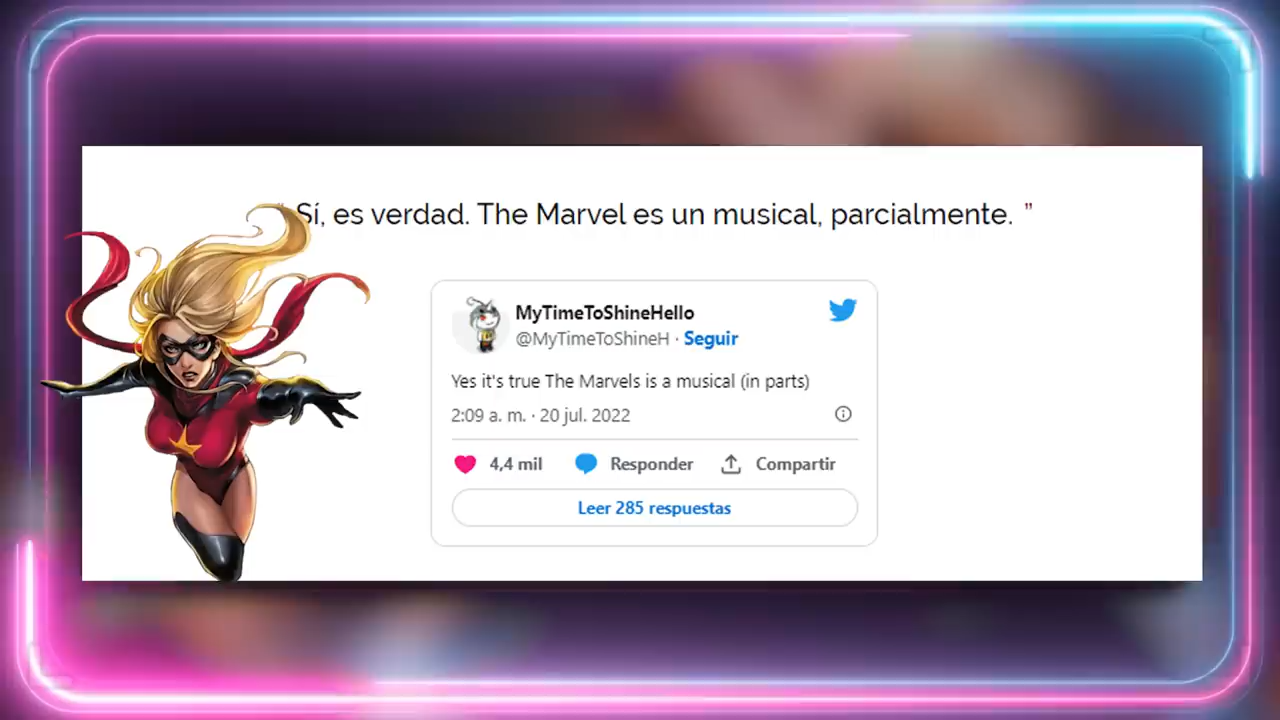 “ Sí, es verdad. The Marvel es un musical, parcialmente. ”
MyTimeToShineHello
@MyTimeToShineH · Seguir
Yes it's true The Marvels is a musical (in parts)
2:09 a. m. · 20 jul. 2022
4,4 mil Responder Compartir
Leer 285 respuestas